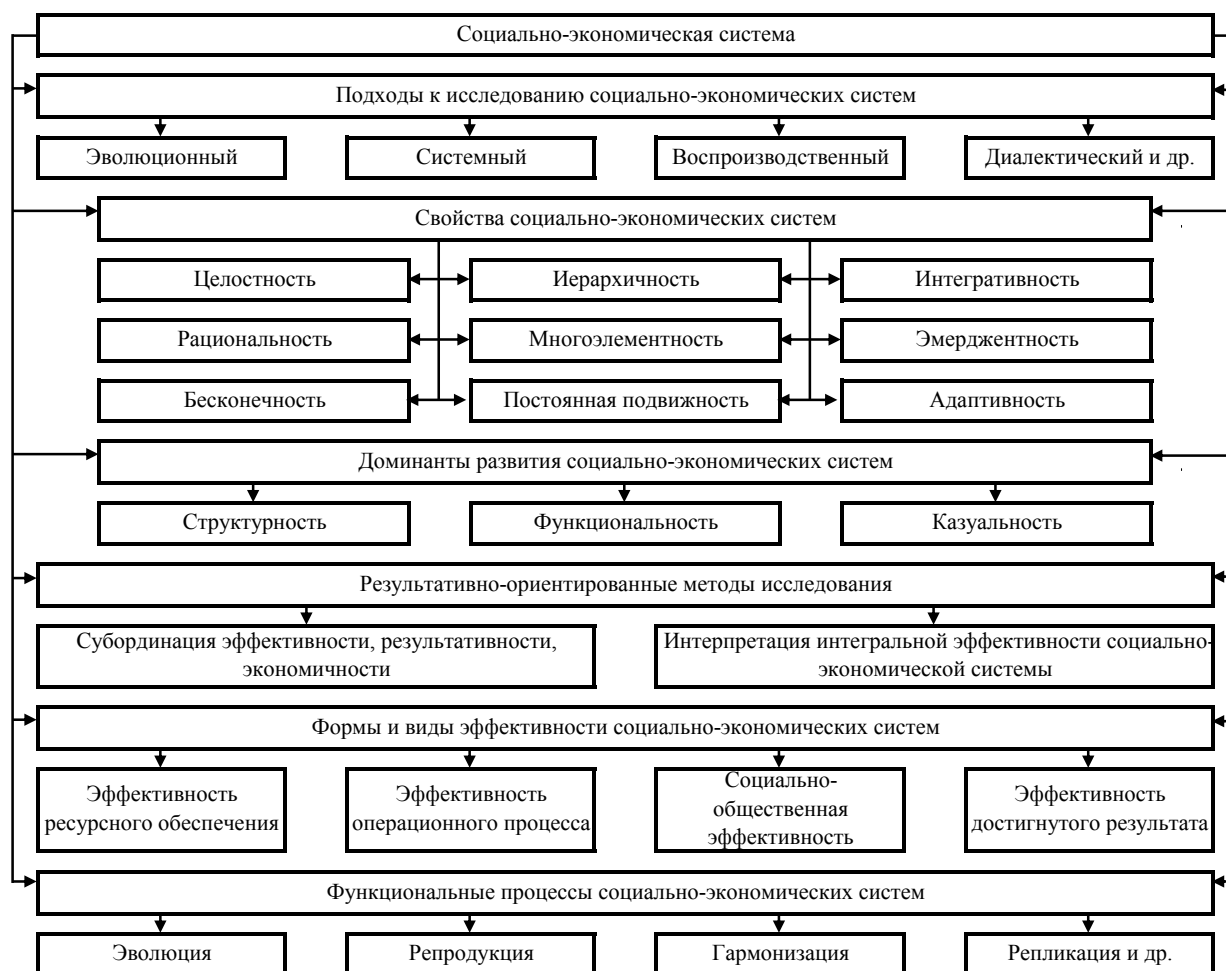 Социально-экономическая система
Подходы к исследованию социально-экономических систем
Эволюционный
Системный
Воспроизводственный
Диалектический и др.
Свойства социально-экономических систем
Целостность
Иерархичность
Интегративность
Рациональность
Многоэлементность
Эмерджентность
Бесконечность
Постоянная подвижность
Адаптивность
Доминанты развития социально-экономических систем
Структурность
Функциональность
Казуальность
Результативно-ориентированные методы исследования
Субординация эффективности, результативности,
экономичности
Интерпретация интегральной эффективности социально-
экономической системы
Формы и виды эффективности социально-экономических систем
Эффективность
ресурсного обеспечения
Эффективность
операционного процесса
Социально-
общественная
эффективность
Эффективность
достигнутого результата
Функциональные процессы социально-экономических систем
Эволюция
Репродукция
Гармонизация
Репликация и др.